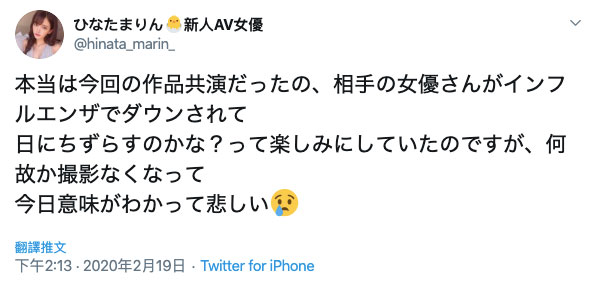 ひなたまりん🐣新人AV女優
@hinata_marin_
本当は今回の作品共演だったの、相手の女優さんがインフ
ルエンザでダウンされて
日にちずらすのかな？って楽しみにしていたのですが、何
故か撮影なくなって
今日意味がわかって悲しい😢
翻譯推文
下午2:13 · 2020年2月19日 · Twitter for iPhone